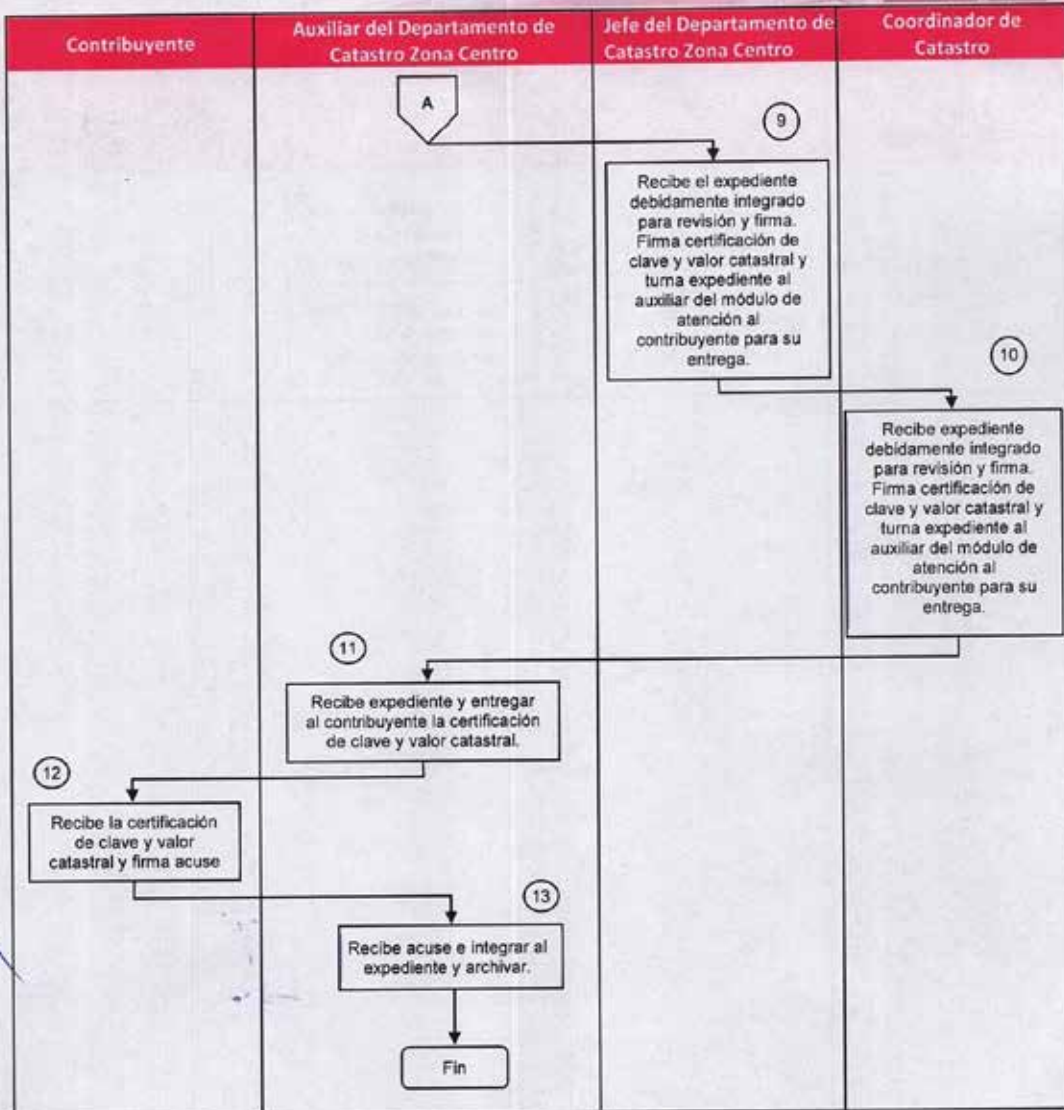 Contribuyente
Auxiliar del Departamento de
Catastro Zona Centro
Jefe del Departamento de
Catastro Zona Centro
Coordinador de
Catastro
A
9
Recibe el expediente
debidamente integrado
para revisión y firma.
Firma certificación de
clave y valor catastral y
turna expediente al
auxiliar del módulo de
atención al
contribuyente para su
entrega.
10
Recibe expediente
debidamente integrado
para revisión y firma.
Firma certificación de
clave y valor catastral y
turna expediente al
auxiliar del módulo de
atención al
contribuyente para su
entrega.
11
Recibe expediente y entregar
al contribuyente la certificación
de clave y valor catastral.
12
Recibe la certificación
de clave y valor
catastral y firma acuse
13
Recibe acuse e integrar al
expediente y archivar.
Fin